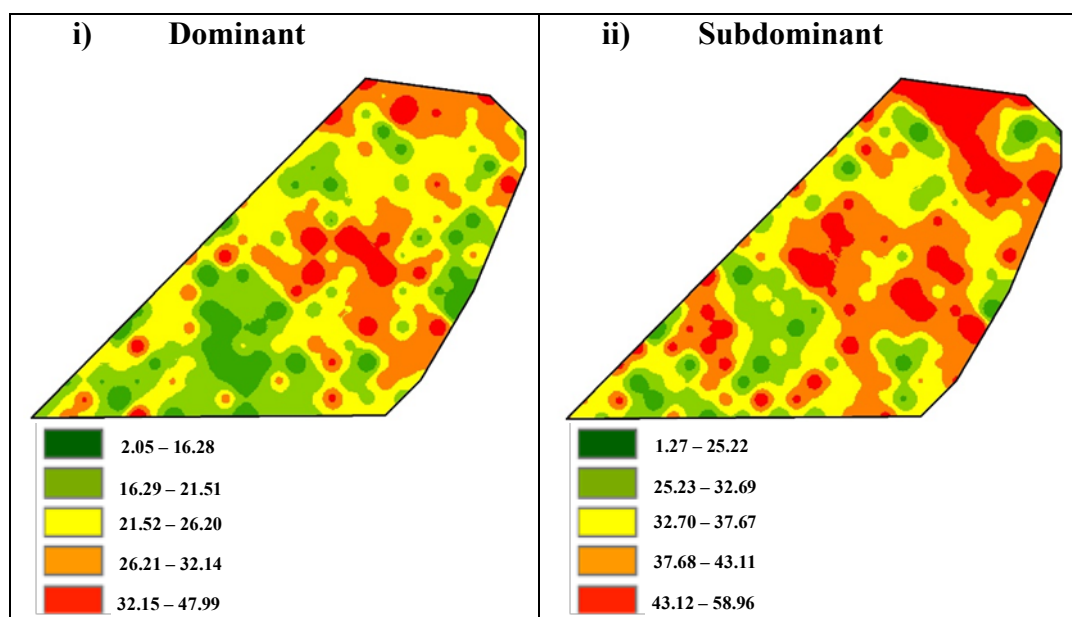 i) Dominant
2.05 – 16.28
16.29 – 21.51
21.52 – 26.20
26.21 – 32.14
32.15 – 47.99
ii) Subdominant
1.27 – 25.22
25.23 – 32.69
32.70 – 37.67
37.68 – 43.11
43.12 – 58.96